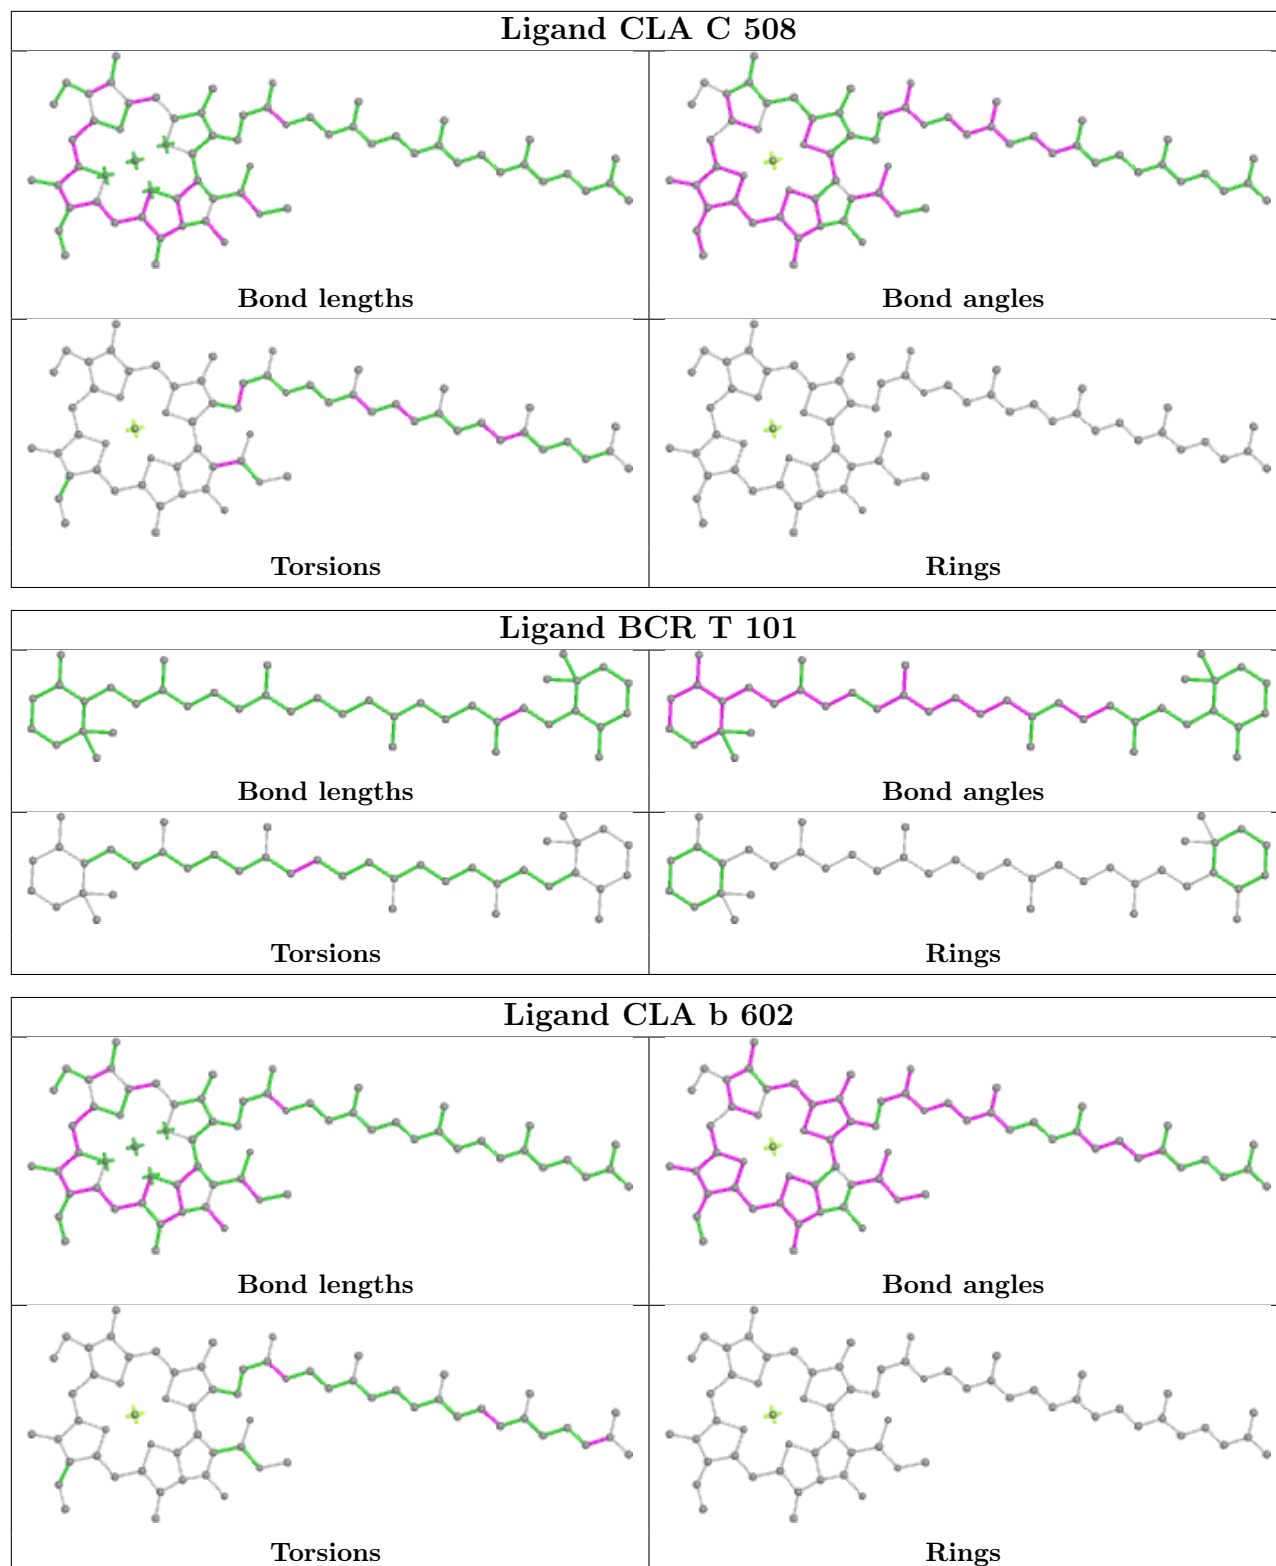 Ligand CLA C 508
Bond lengths
Bond angles
Torsions
Rings
Ligand BCR T 101
Bond lengths
Bond angles
Torsions
Rings
Ligand CLA b 602
Bond lengths
Bond angles
Torsions
Rings